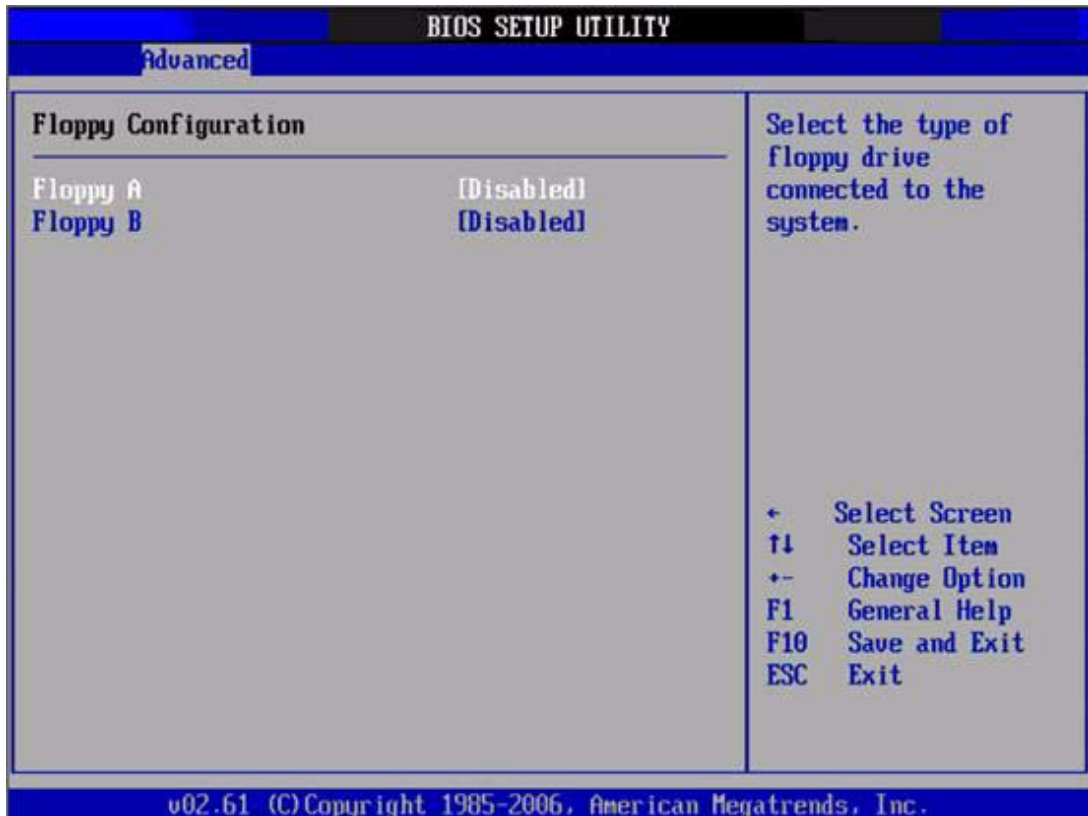 BIOS SETUP UTILITY
Advanced
Floppy Configuration
Floppy A [Disabled]
Floppy B [Disabled]
Select the type of
floppy drive
connected to the
system.
← Select Screen
↑↓ Select Item
+- Change Option
F1 General Help
F10 Save and Exit
ESC Exit
v02.61 (C)Copyright 1985-2006, American Megatrends, Inc.